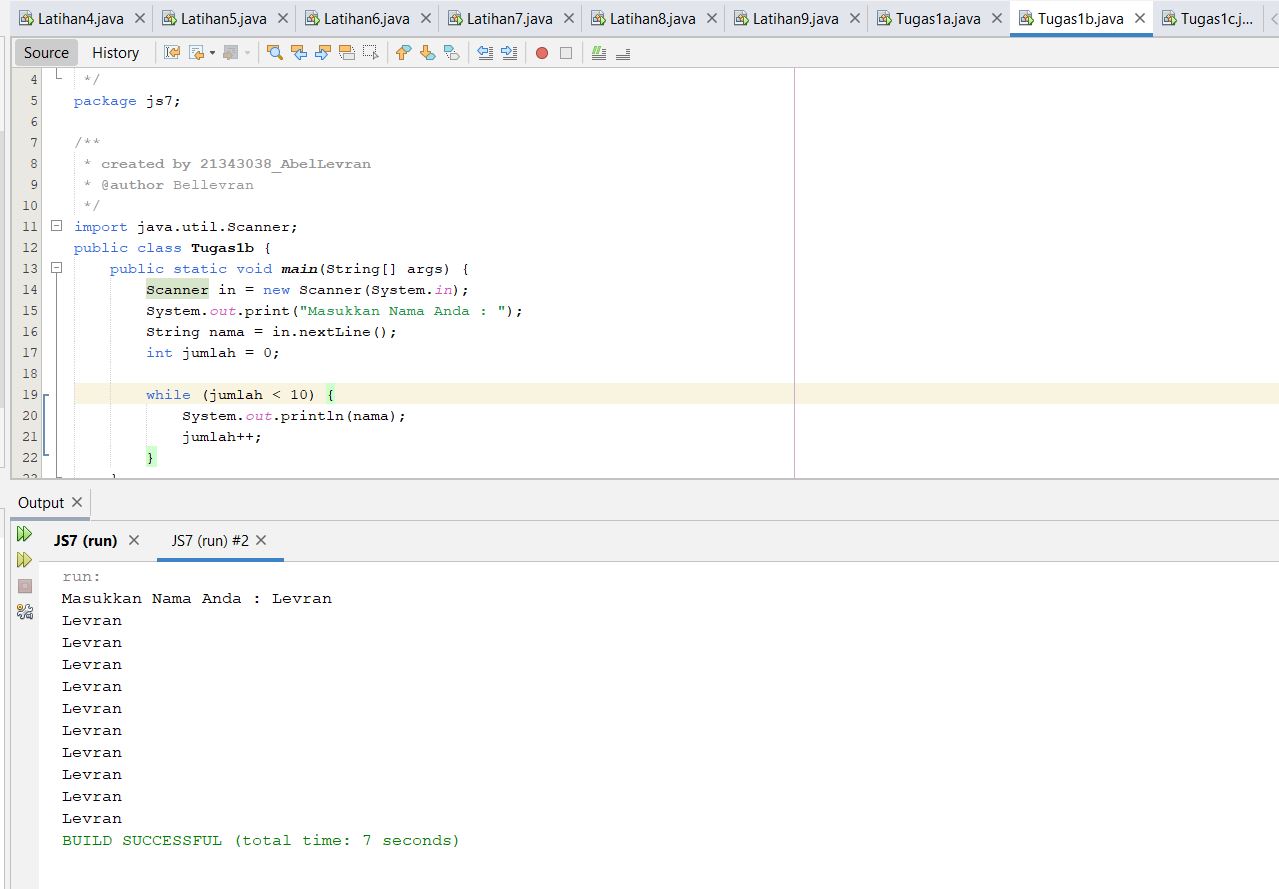 Latihan4.java Latihan5.java Latihan6.java Latihan7.java Latihan8.java Latihan9.java Tugas1a.java Tugas1b.java Tugas1c.j...
Source History
4 */
5 package js7;
6
7 /**
8 * created by 21343038_AbelLevran
9 * @author Bellevran
10 */
11 import java.util.Scanner;
12 public class Tugas1b {
13 public static void main(String[] args) {
14 Scanner in = new Scanner(System.in);
15 System.out.print("Masukkan Nama Anda : ");
16 String nama = in.nextLine();
17 int jumlah = 0;
18
19 while (jumlah < 10) {
20 System.out.println(nama);
21 jumlah++;
22 }
Output
JS7 (run) JS7 (run) #2
run:
Masukkan Nama Anda : Levran
Levran
Levran
Levran
Levran
Levran
Levran
Levran
Levran
Levran
Levran
BUILD SUCCESSFUL (total time: 7 seconds)